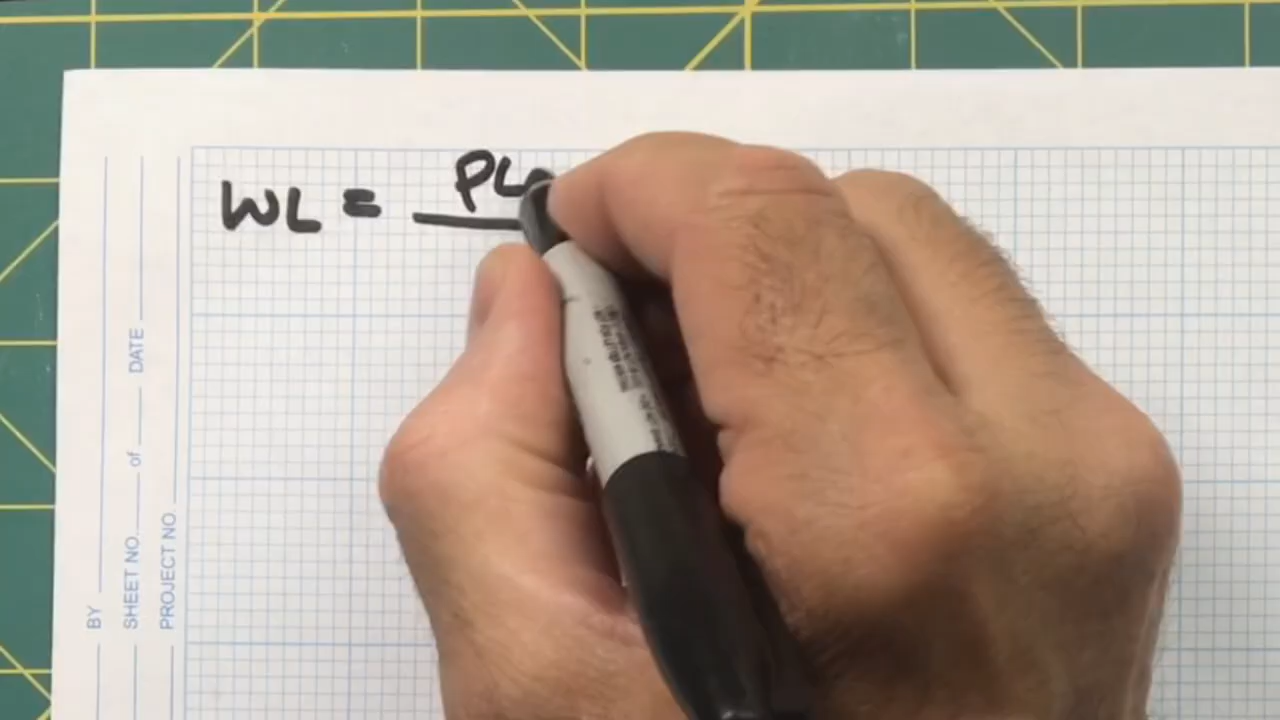 WL = PL
DATE
of
SHEET NO.
PROJECT NO
BY